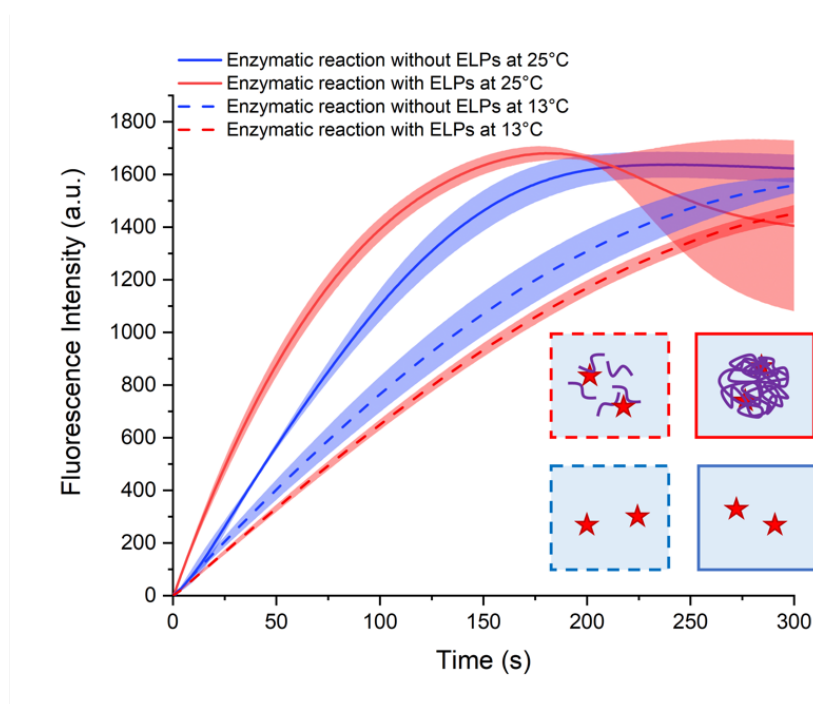 Enzymatic reaction without ELPs at 25°C
Enzymatic reaction with ELPs at 25°C
Enzymatic reaction without ELPs at 13°C
Enzymatic reaction with ELPs at 13°C
1800
1600
1400
1200
1000
800
600
400
200
0
Fluorescence Intensity (a.u.)
0 50 100 150 200 250 300
Time (s)